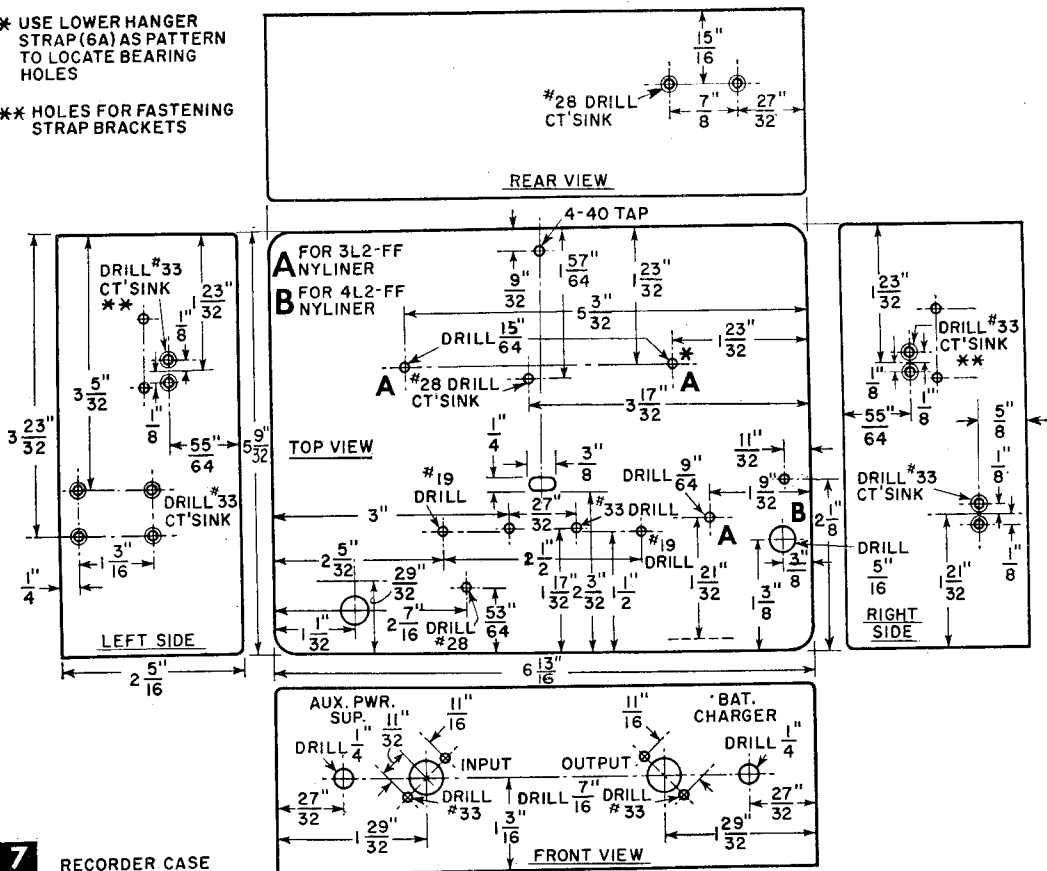 * USE LOWER HANGER
STRAP (6A) AS PATTERN
TO LOCATE BEARING
HOLES
** HOLES FOR FASTENING
STRAP BRACKETS
15"/16
#28 DRILL
CT'SINK
7"/8
27"/32
REAR VIEW
4-40 TAP
A FOR 3L2-FF
NYLINER
B FOR 4L2-FF
NYLINER
9"/32
1 57"/64
1 23"/32
5 3"/32
DRILL 15"/64
*
1 23"/32
A
#28 DRILL
CT'SINK
A
3 17"/32
TOP VIEW
1"/4
3"/8
11"/32
#19
DRILL
27"/32
#33 DRILL
DRILL 9"/64
1 9"/32
3"
A
B
2 1"/8
2 5"/32
2 1"/2
#19
DRILL
DRILL
5"/16
3"/8
29"/32
1 17"/32
2 3"/32
1 1"/2
1 21"/32
1 3"/8
1 1"/32
2 7"/16
DRILL
#28
53"/64
6 13"/16
DRILL #33
CT'SINK
**
1 23"/32
1"/8
3 5"/32
3 23"/32
5 9"/32
1"/8
55"/64
DRILL #33
CT'SINK
1 3"/16
1"/4
LEFT SIDE
2 5"/16
1 23"/32
DRILL #33
CT'SINK
**
1"/8
1"/8
55"/64
5"/8
DRILL #33
CT'SINK
1"/8
1"/8
1 21"/32
RIGHT
SIDE
AUX. PWR.
SUP.
11"/32
11"/16
11"/16
BAT.
CHARGER
DRILL 1"/4
INPUT
OUTPUT
DRILL 1"/4
DRILL
#33
DRILL 7"/16
DRILL
#33
27"/32
27"/32
1 29"/32
1 3"/16
1 29"/32
FRONT VIEW
7 RECORDER CASE